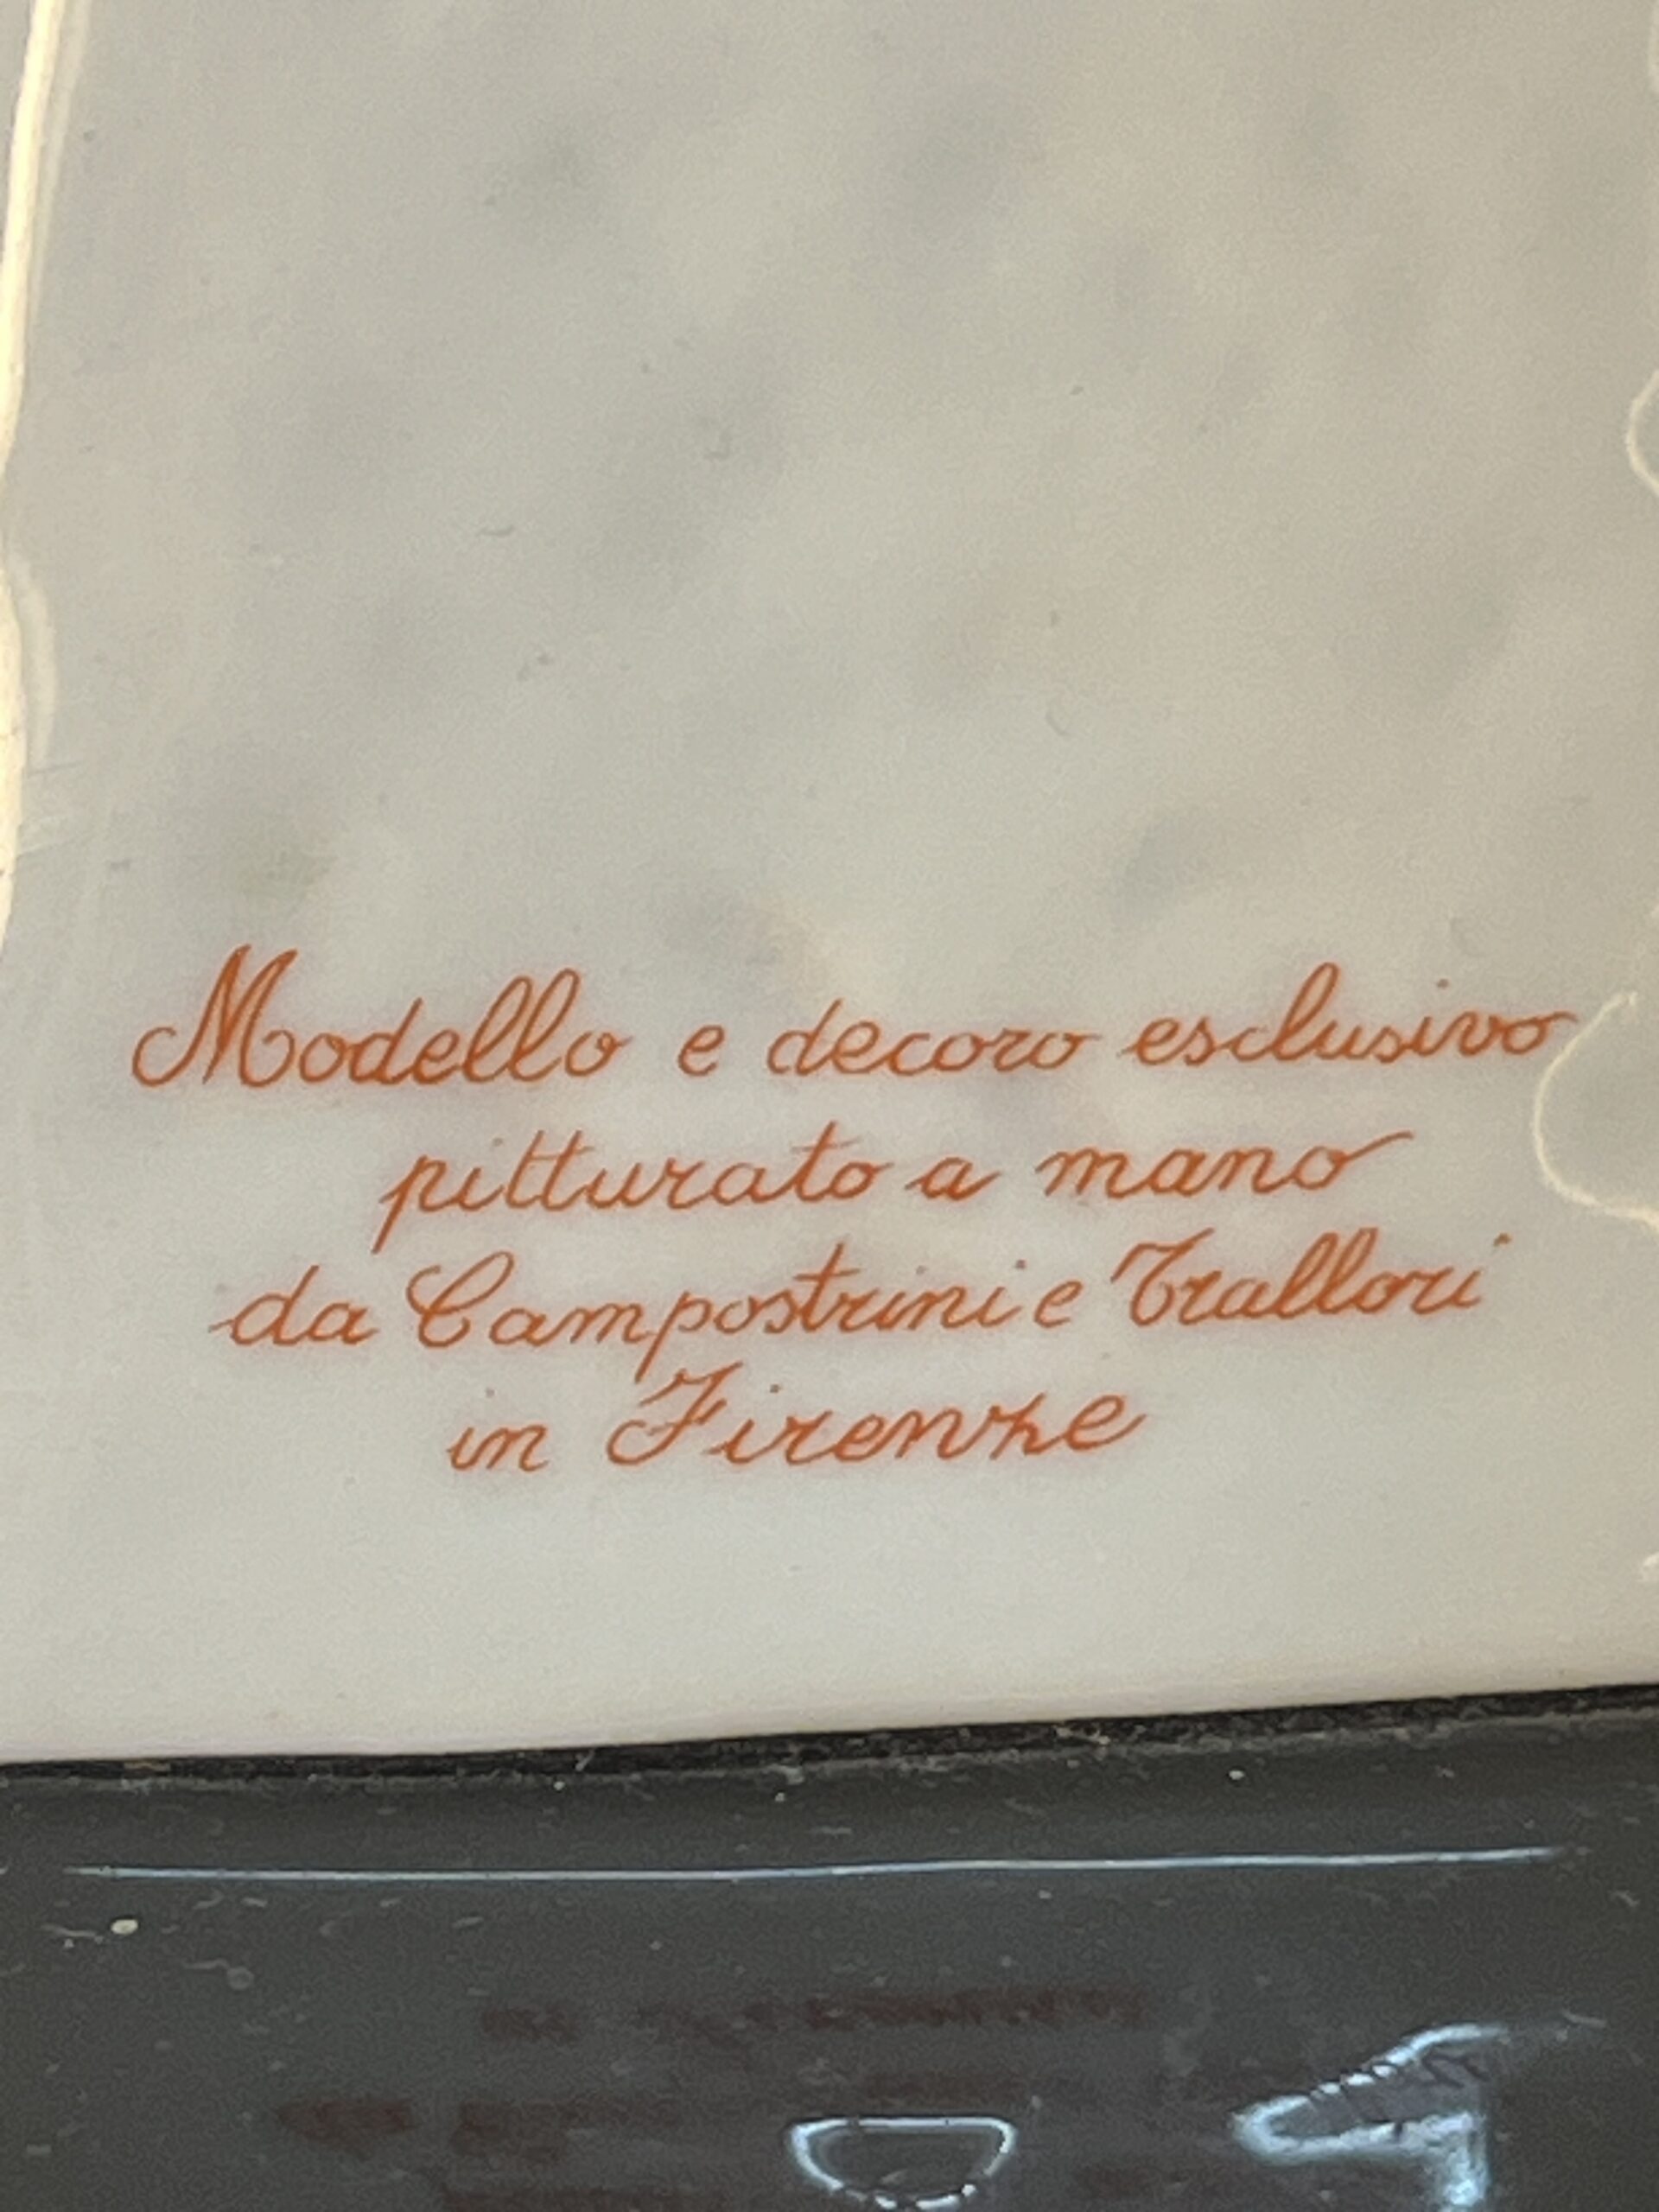 Modello e decoro esclusivo
pitturato a mano
da Campostrini e Trallori
in Firenze